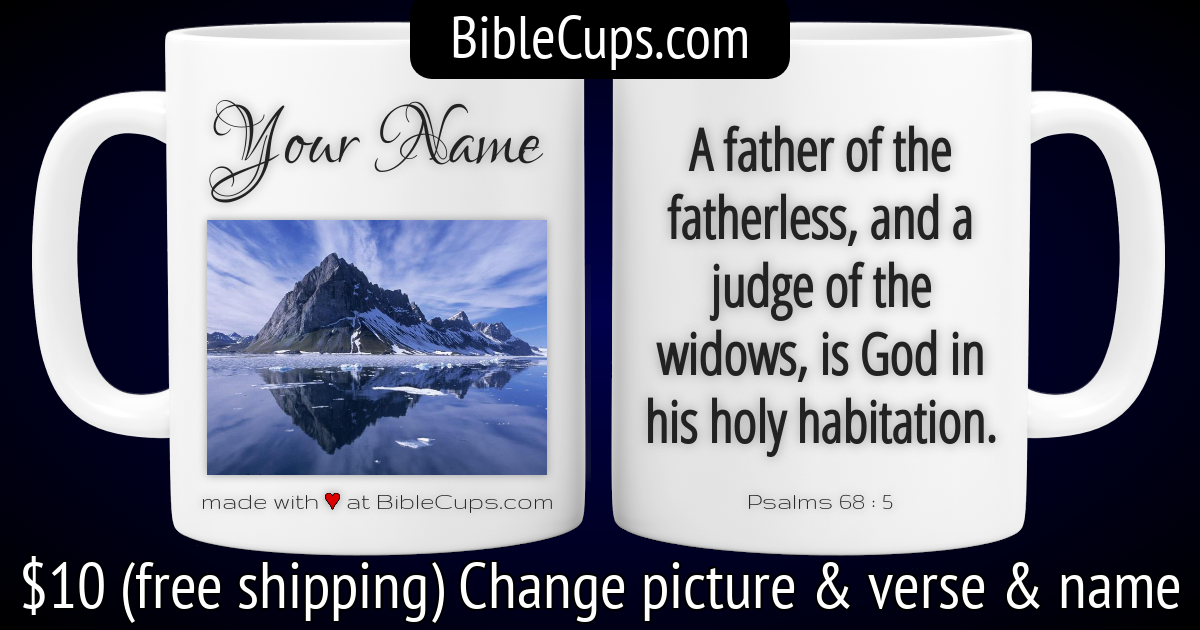 BibleCups.com
Your Name
made with ♥ at BibleCups.com
A father of the
fatherless, and a
judge of the
widows, is God in
his holy habitation.
Psalms 68 : 5
$10 (free shipping) Change picture & verse & name